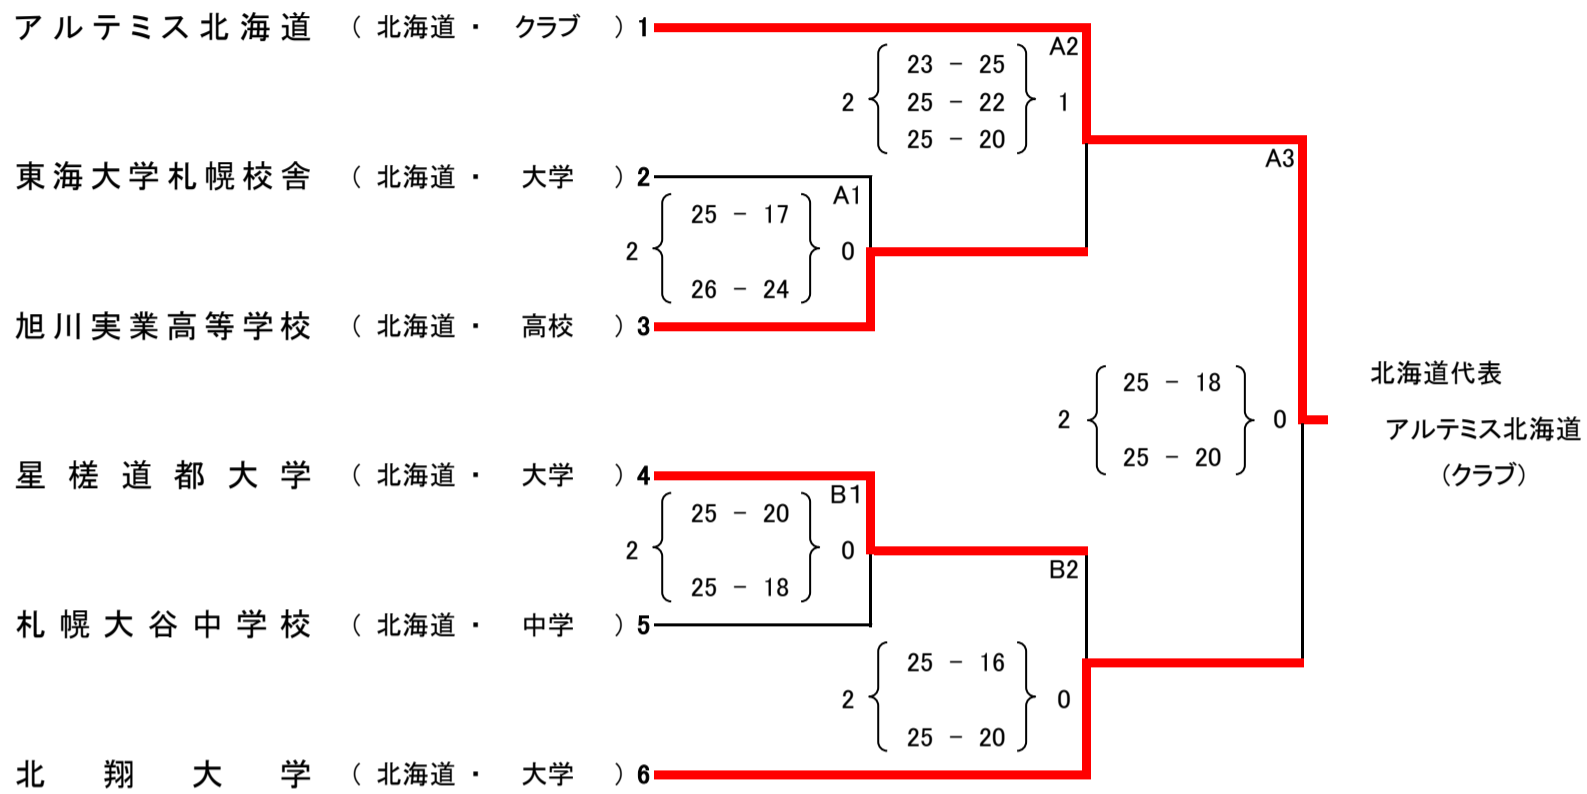 アルテミス北海道 （ 北海道 ・ クラブ ） 1
A2
23 － 25
2 25 － 22 1
25 － 20
A3
東海大学札幌校舎 （ 北海道 ・ 大学 ） 2
A1
25 － 17
2 0
26 － 24
旭川実業高等学校 （ 北海道 ・ 高校 ） 3
25 － 18
2 0
25 － 20
北海道代表
アルテミス北海道
（クラブ）
星槎道都大学 （ 北海道 ・ 大学 ） 4
B1
25 － 20
2 0
25 － 18
B2
札幌大谷中学校 （ 北海道 ・ 中学 ） 5
25 － 16
2 0
25 － 20
北翔大学 （ 北海道 ・ 大学 ） 6